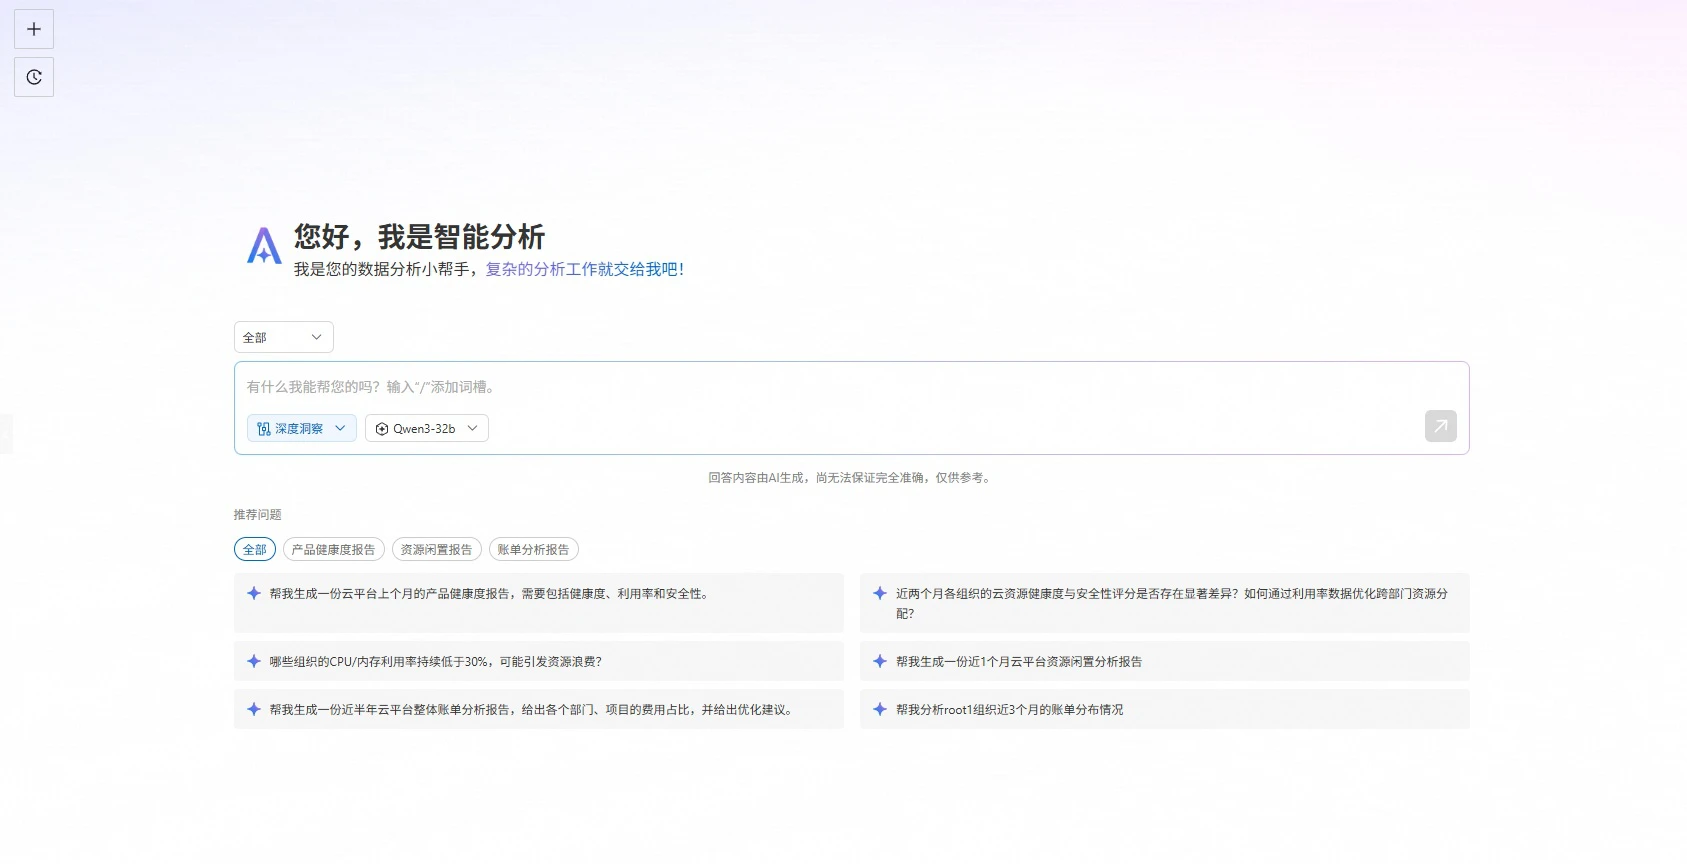 您好，我是智能分析
我是您的数据分析小帮手，复杂的分析工作就交给我吧！
全部
有什么我能帮您的吗？输入“/”添加词槽。
深度洞察
Qwen3-32b
回答内容由AI生成，尚无法保证完全准确，仅供参考。
推荐问题
全部
产品健康度报告
资源闲置报告
账单分析报告
帮我生成一份云平台上个月的产品健康度报告，需要包括健康度、利用率和安全性。
近两个月各组织的云资源健康度与安全性评分是否存在显著差异？如何通过利用率数据优化跨部门资源分
配？
哪些组织的CPU/内存利用率持续低于30%，可能引发资源浪费？
帮我生成一份近1个月云平台资源闲置分析报告
帮我生成一份近半年云平台整体账单分析报告，给出各个部门、项目的费用占比，并给出优化建议。
帮我分析root1组织近3个月的账单分布情况